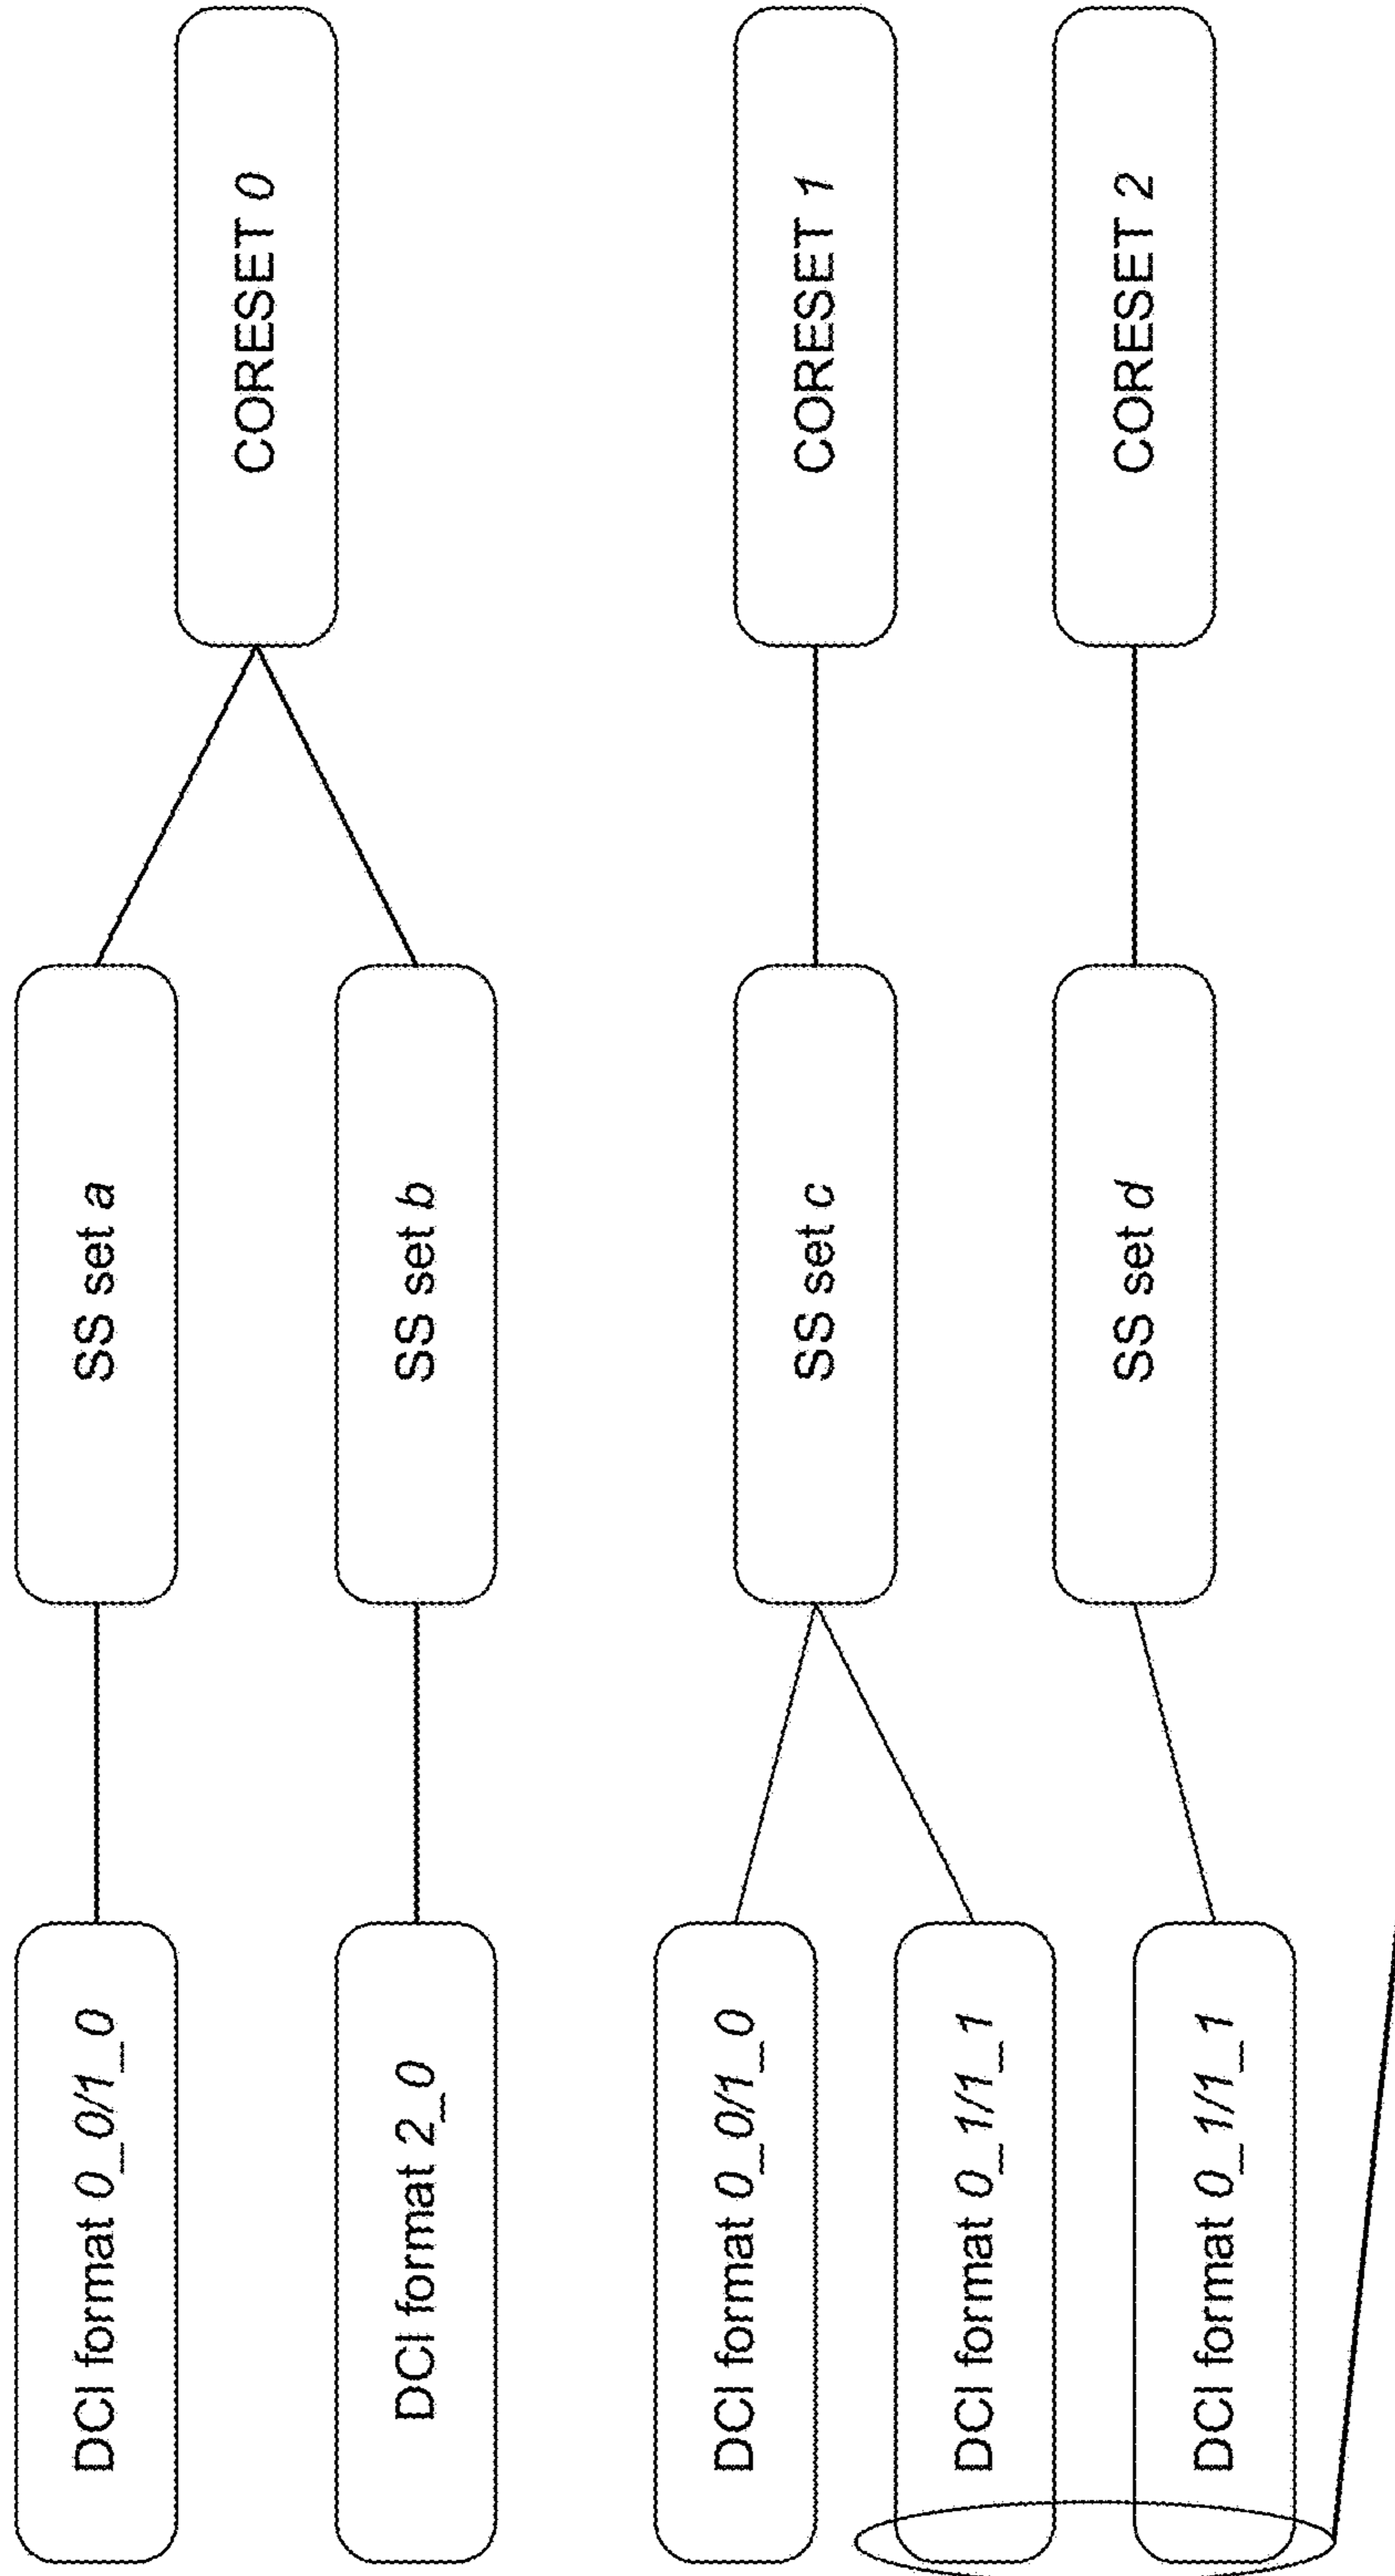 DCI format 0_0/1_0
SS set a
CORESET 0
DCI format 2_0
SS set b
DCI format 0_0/1_0
SS set c
CORESET 1
DCI format 0_1/1_1
SS set d
CORESET 2
DCI format 0_1/1_1